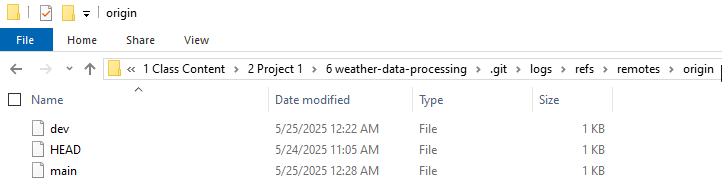 origin
File Home Share View
« 1 Class Content > 2 Project 1 > 6 weather-data-processing > .git > logs > refs > remotes > origin
Name Date modified Type Size
dev 5/25/2025 12:22 AM File 1 KB
HEAD 5/24/2025 11:05 AM File 1 KB
main 5/25/2025 12:28 AM File 1 KB